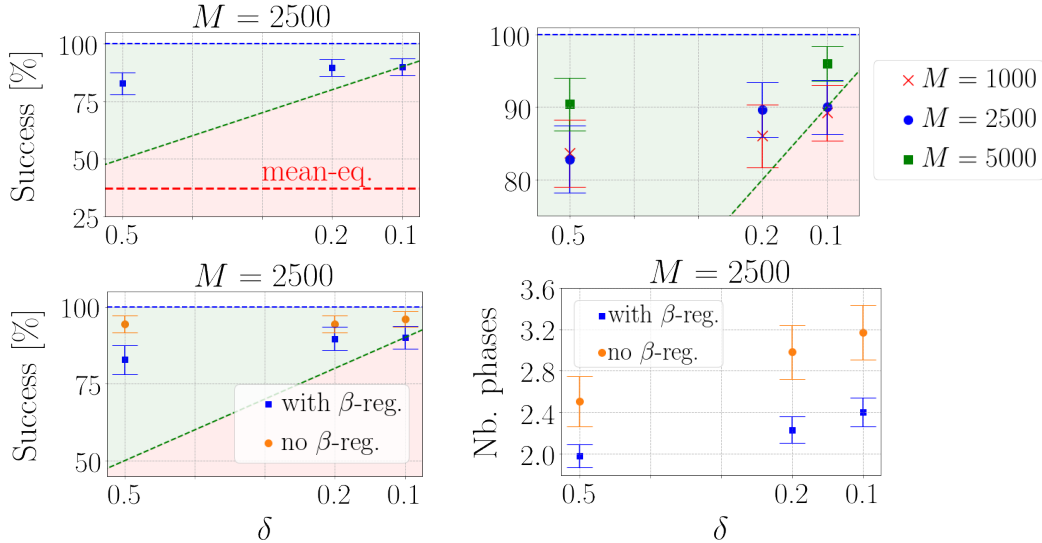 M = 2500
Success [%]
100
75
50
25
mean-eq.
0.5
0.2
0.1
100
90
80
0.5
0.2
0.1
M = 1000
M = 2500
M = 5000
M = 2500
Success [%]
100
75
50
with β-reg.
no β-reg.
0.5
0.2
0.1
δ
M = 2500
Nb. phases
3.6
3.2
2.8
2.4
2.0
with β-reg.
no β-reg.
0.5
0.2
0.1
δ